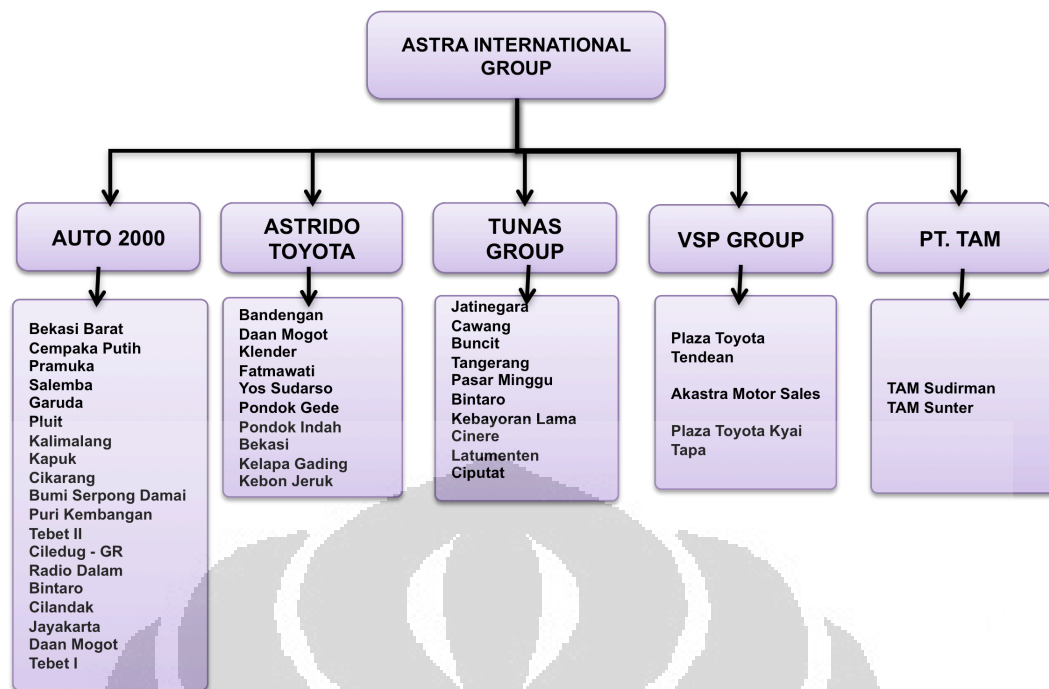 ASTRA INTERNATIONAL
GROUP
AUTO 2000
ASTRIDO
TOYOTA
TUNAS
GROUP
VSP GROUP
PT. TAM
Bekasi Barat
Cempaka Putih
Pramuka
Salemba
Garuda
Pluit
Kalimalang
Kapuk
Cikarang
Bumi Serpong Damai
Puri Kembangan
Tebet II
Ciledug - GR
Radio Dalam
Bintaro
Cilandak
Jayakarta
Daan Mogot
Tebet I
Bandengan
Daan Mogot
Klender
Fatmawati
Yos Sudarso
Pondok Gede
Pondok Indah
Bekasi
Kelapa Gading
Kebon Jeruk
Jatinegara
Cawang
Buncit
Tangerang
Pasar Minggu
Bintaro
Kebayoran Lama
Cinere
Latumenten
Ciputat
Plaza Toyota
Tendean
Akastra Motor Sales
Plaza Toyota Kyai
Tapa
TAM Sudirman
TAM Sunter